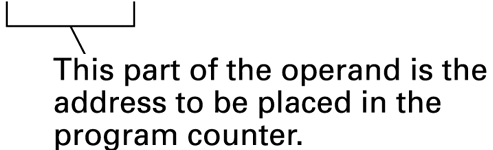 This part of the operand is the
address to be placed in the
program counter.